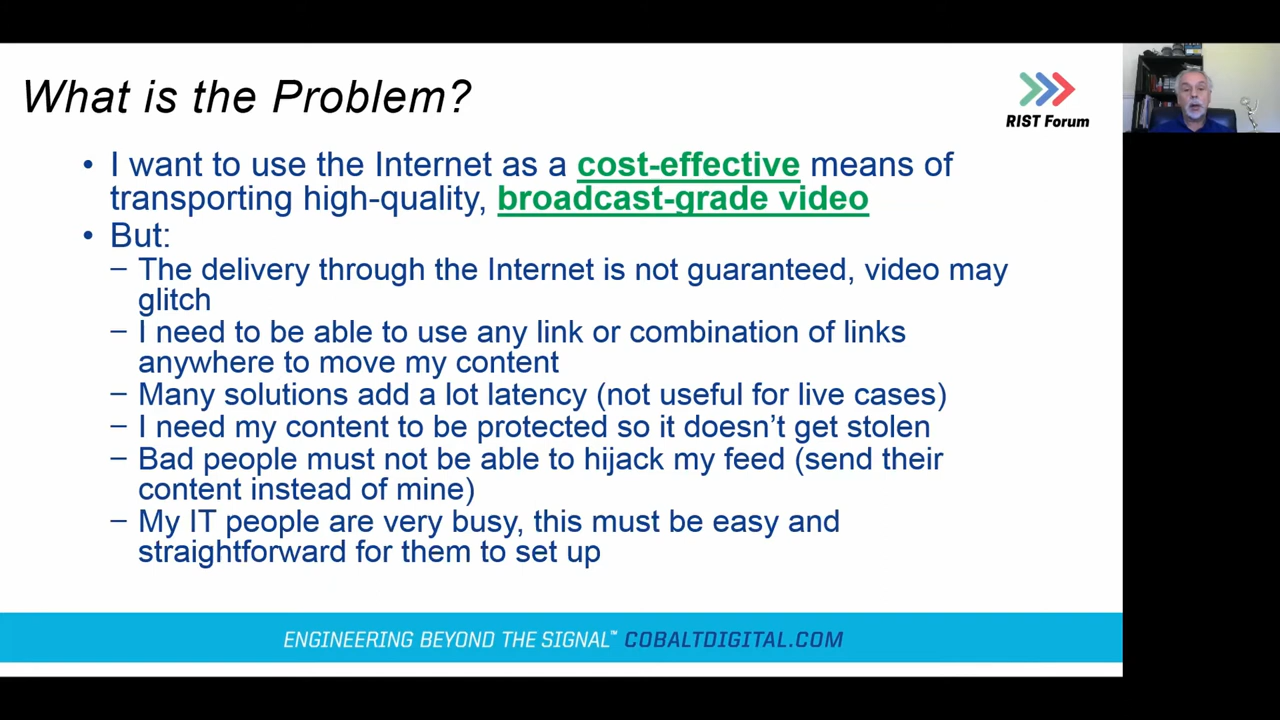 What is the Problem?
RIST Forum
• I want to use the Internet as a cost-effective means of
transporting high-quality, broadcast-grade video
• But:
– The delivery through the Internet is not guaranteed, video may
glitch
– I need to be able to use any link or combination of links
anywhere to move my content
– Many solutions add a lot latency (not useful for live cases)
– I need my content to be protected so it doesn’t get stolen
– Bad people must not be able to hijack my feed (send their
content instead of mine)
– My IT people are very busy, this must be easy and
straightforward for them to set up
ENGINEERING BEYOND THE SIGNAL™ COBALTDIGITAL.COM